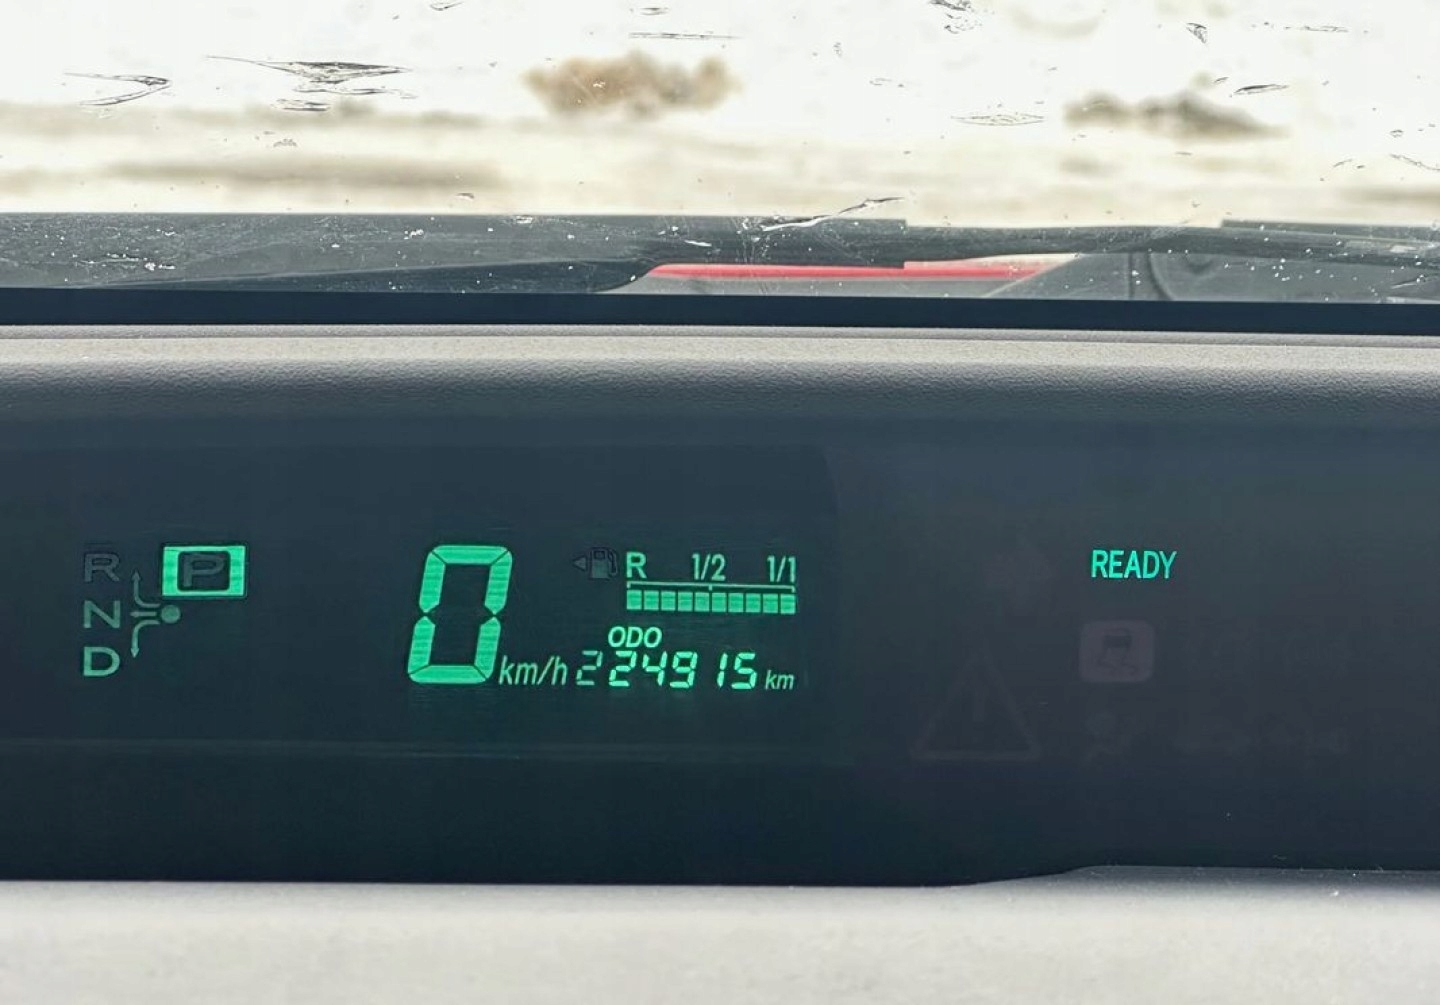 R P
N
D
0 km/h
R 1/2 1/1
ODO
224915 km
READY